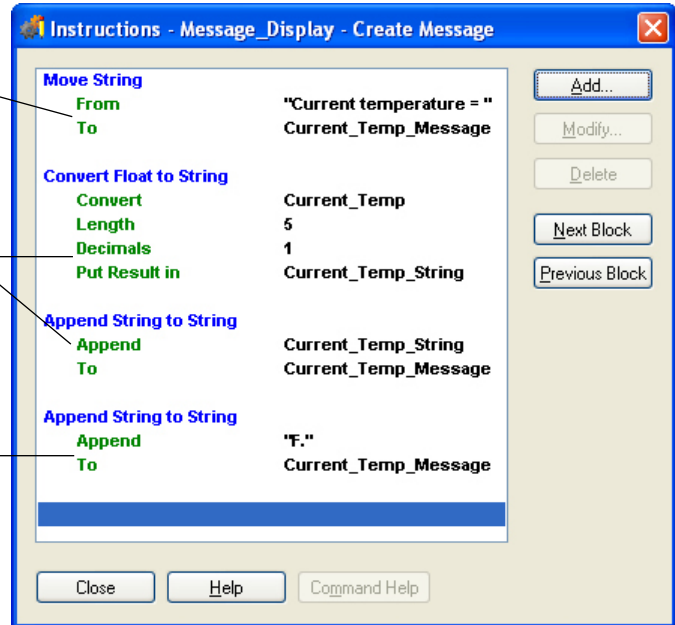 Instructions - Message_Display - Create Message
Move String
From "Current temperature = "
To Current_Temp_Message
Convert Float to String
Convert Current_Temp
Length 5
Decimals 1
Put Result in Current_Temp_String
Append String to String
Append Current_Temp_String
To Current_Temp_Message
Append String to String
Append "F."
To Current_Temp_Message
Add...
Modify...
Delete
Next Block
Previous Block
Close
Help
Command Help